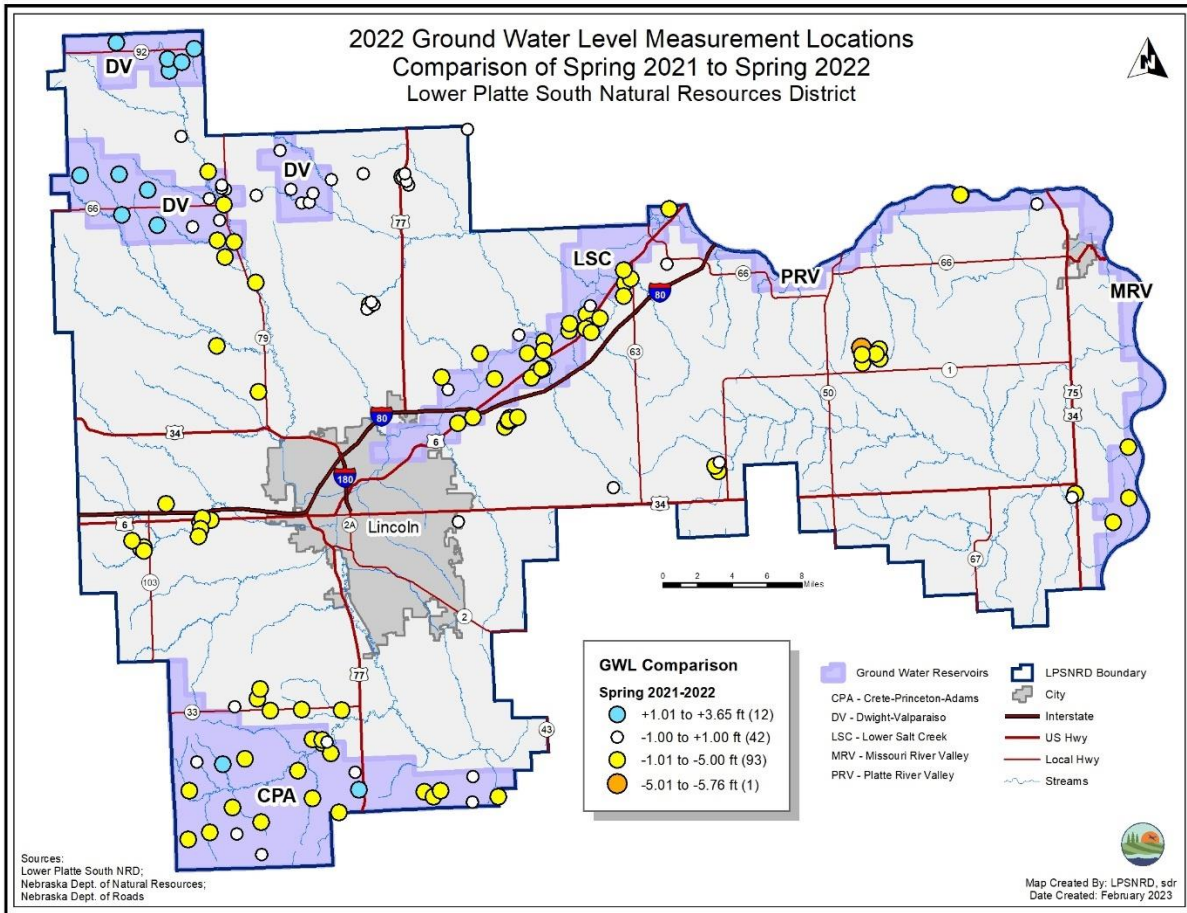 2022 Ground Water Level Measurement Locations
Comparison of Spring 2021 to Spring 2022
Lower Platte South Natural Resources District
N
92
DV
DV
66
DV
77
79
LSC
80
66
PRV
66
MRV
63
50
1
75
34
34
80
6
180
34
6
2A
Lincoln
103
2
67
77
33
43
CPA
0 2 4 6 8
Miles
GWL Comparison
Spring 2021-2022
+1.01 to +3.65 ft (12)
-1.00 to +1.00 ft (42)
-1.01 to -5.00 ft (93)
-5.01 to -5.76 ft (1)
Ground Water Reservoirs
CPA - Crete-Princeton-Adams
DV - Dwight-Valparaiso
LSC - Lower Salt Creek
MRV - Missouri River Valley
PRV - Platte River Valley
LPSNRD Boundary
City
Interstate
US Hwy
Local Hwy
Streams
Sources:
Lower Platte South NRD;
Nebraska Dept. of Natural Resources;
Nebraska Dept. of Roads
Map Created By: LPSNRD, sdr
Date Created: February 2023